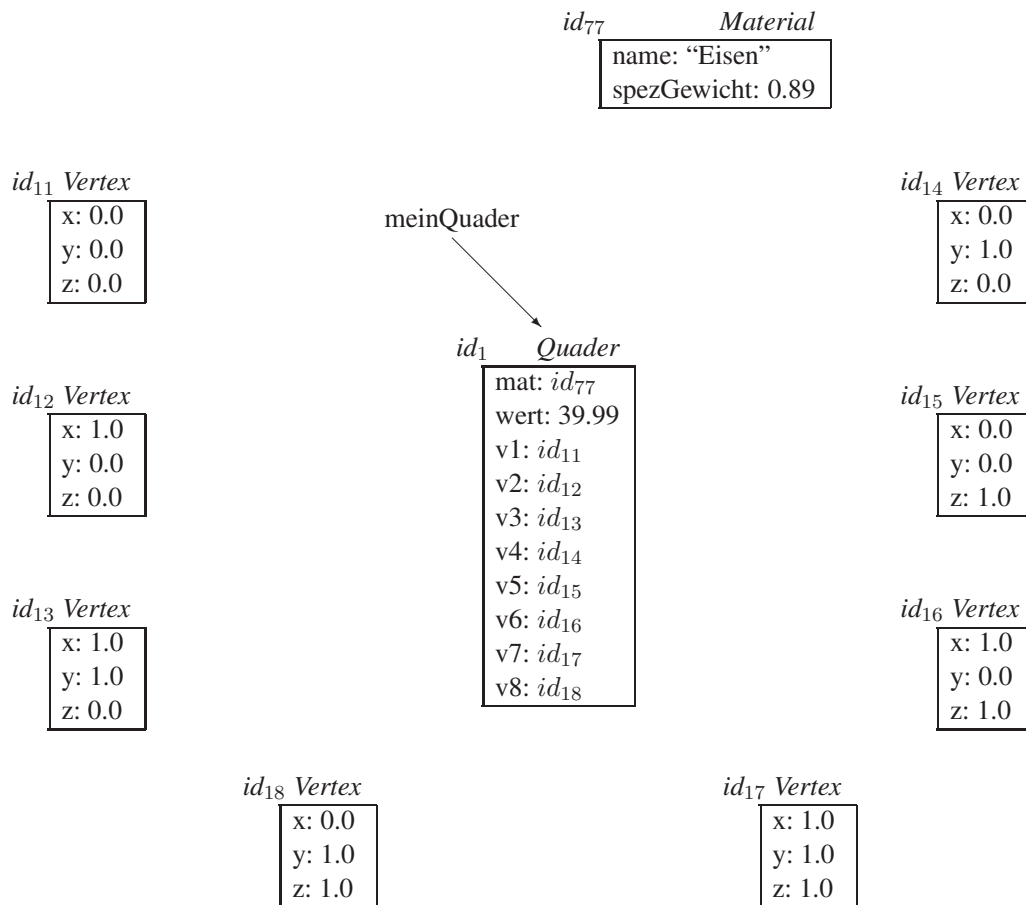 id77 Material
name: “Eisen”
spezGewicht: 0.89
id11 Vertex
x: 0.0
y: 0.0
z: 0.0
id14 Vertex
x: 0.0
y: 1.0
z: 0.0
meinQuader
id1 Quader
mat: id77
wert: 39.99
v1: id11
v2: id12
v3: id13
v4: id14
v5: id15
v6: id16
v7: id17
v8: id18
id12 Vertex
x: 1.0
y: 0.0
z: 0.0
id15 Vertex
x: 0.0
y: 0.0
z: 1.0
id13 Vertex
x: 1.0
y: 1.0
z: 0.0
id16 Vertex
x: 1.0
y: 0.0
z: 1.0
id18 Vertex
x: 0.0
y: 1.0
z: 1.0
id17 Vertex
x: 1.0
y: 1.0
z: 1.0